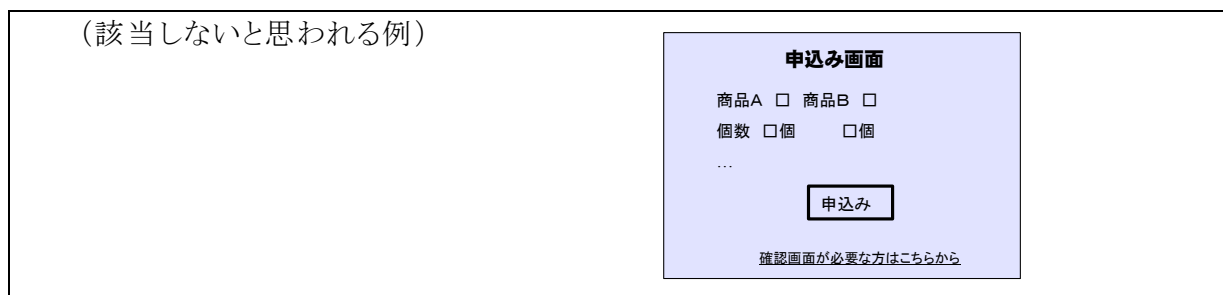 （該当しないと思われる例）
申込み画面
商品A □ 商品B □
個数 □個 □個
…
申込み
確認画面が必要な方はこちらから